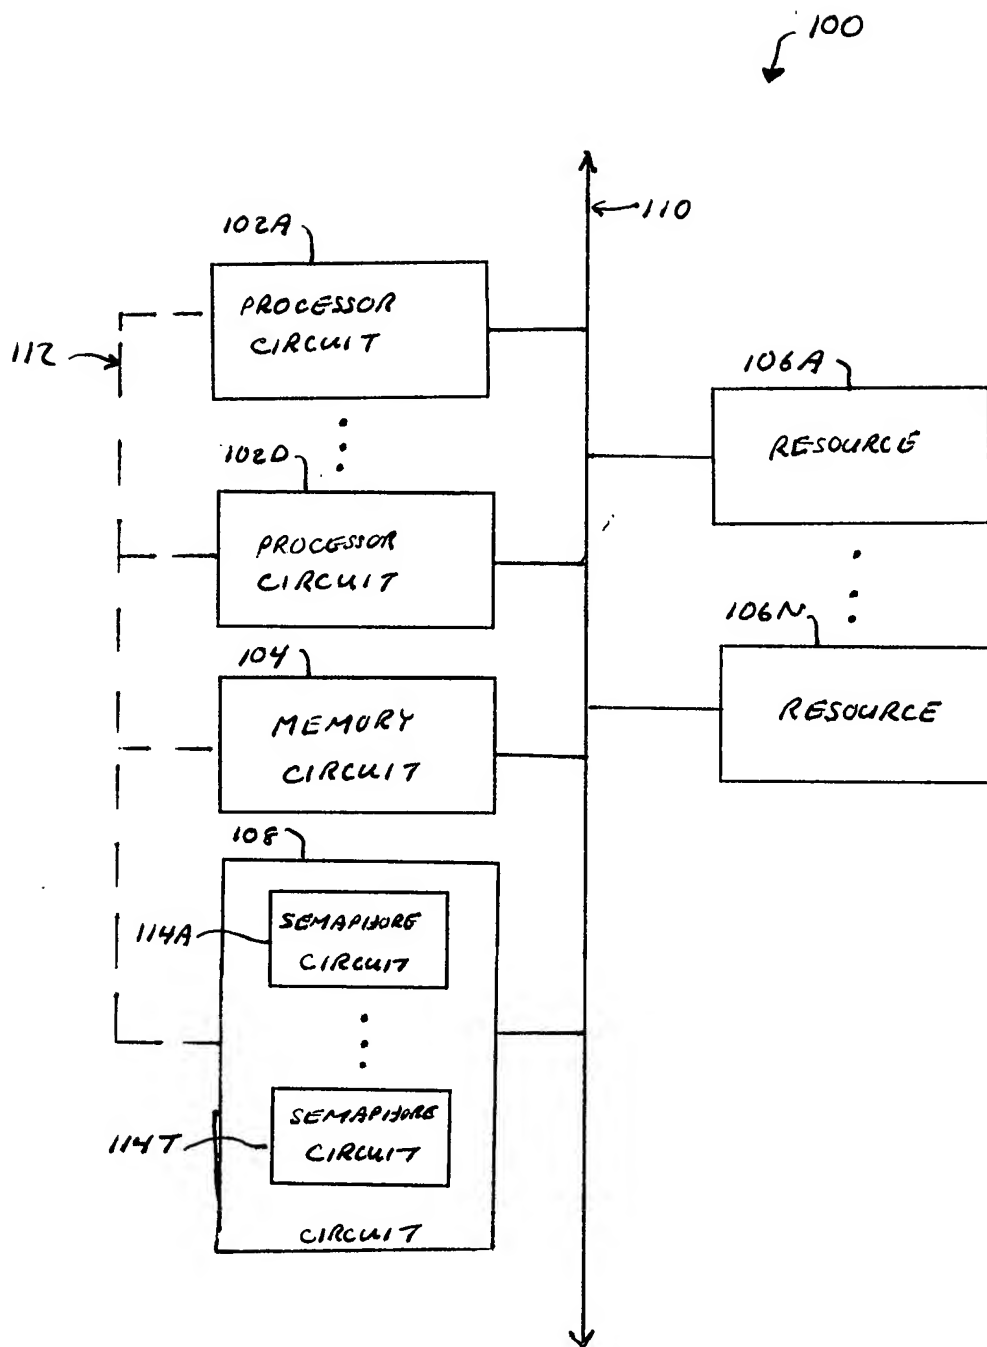 100
110
102A
PROCESSOR
CIRCUIT
112
106A
RESOURCE
102D
PROCESSOR
CIRCUIT
106N
RESOURCE
104
MEMORY
CIRCUIT
108
114A
SEMAPHORE
CIRCUIT
114T
SEMAPHORE
CIRCUIT
CIRCUIT